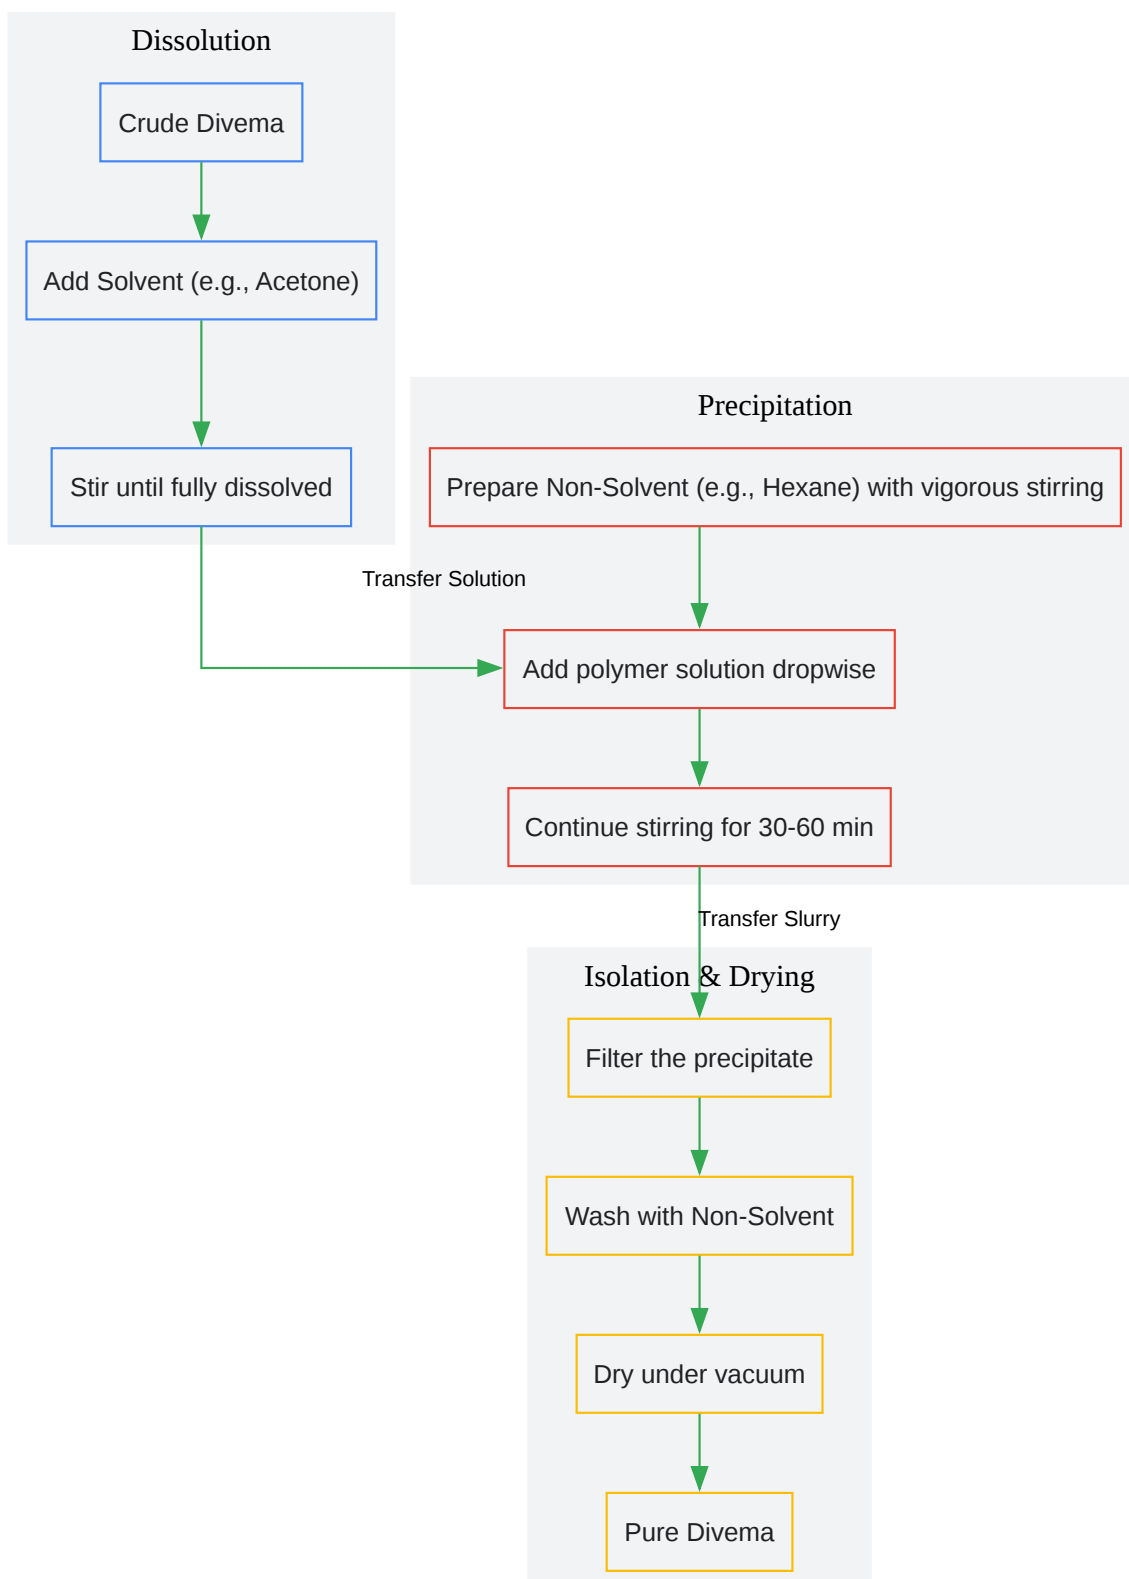 Dissolution
Crude Divema
Add Solvent (e.g., Acetone)
Stir until fully dissolved
Precipitation
Prepare Non-Solvent (e.g., Hexane) with vigorous stirring
Transfer Solution
Add polymer solution dropwise
Continue stirring for 30-60 min
Transfer Slurry
Isolation & Drying
Filter the precipitate
Wash with Non-Solvent
Dry under vacuum
Pure Divema